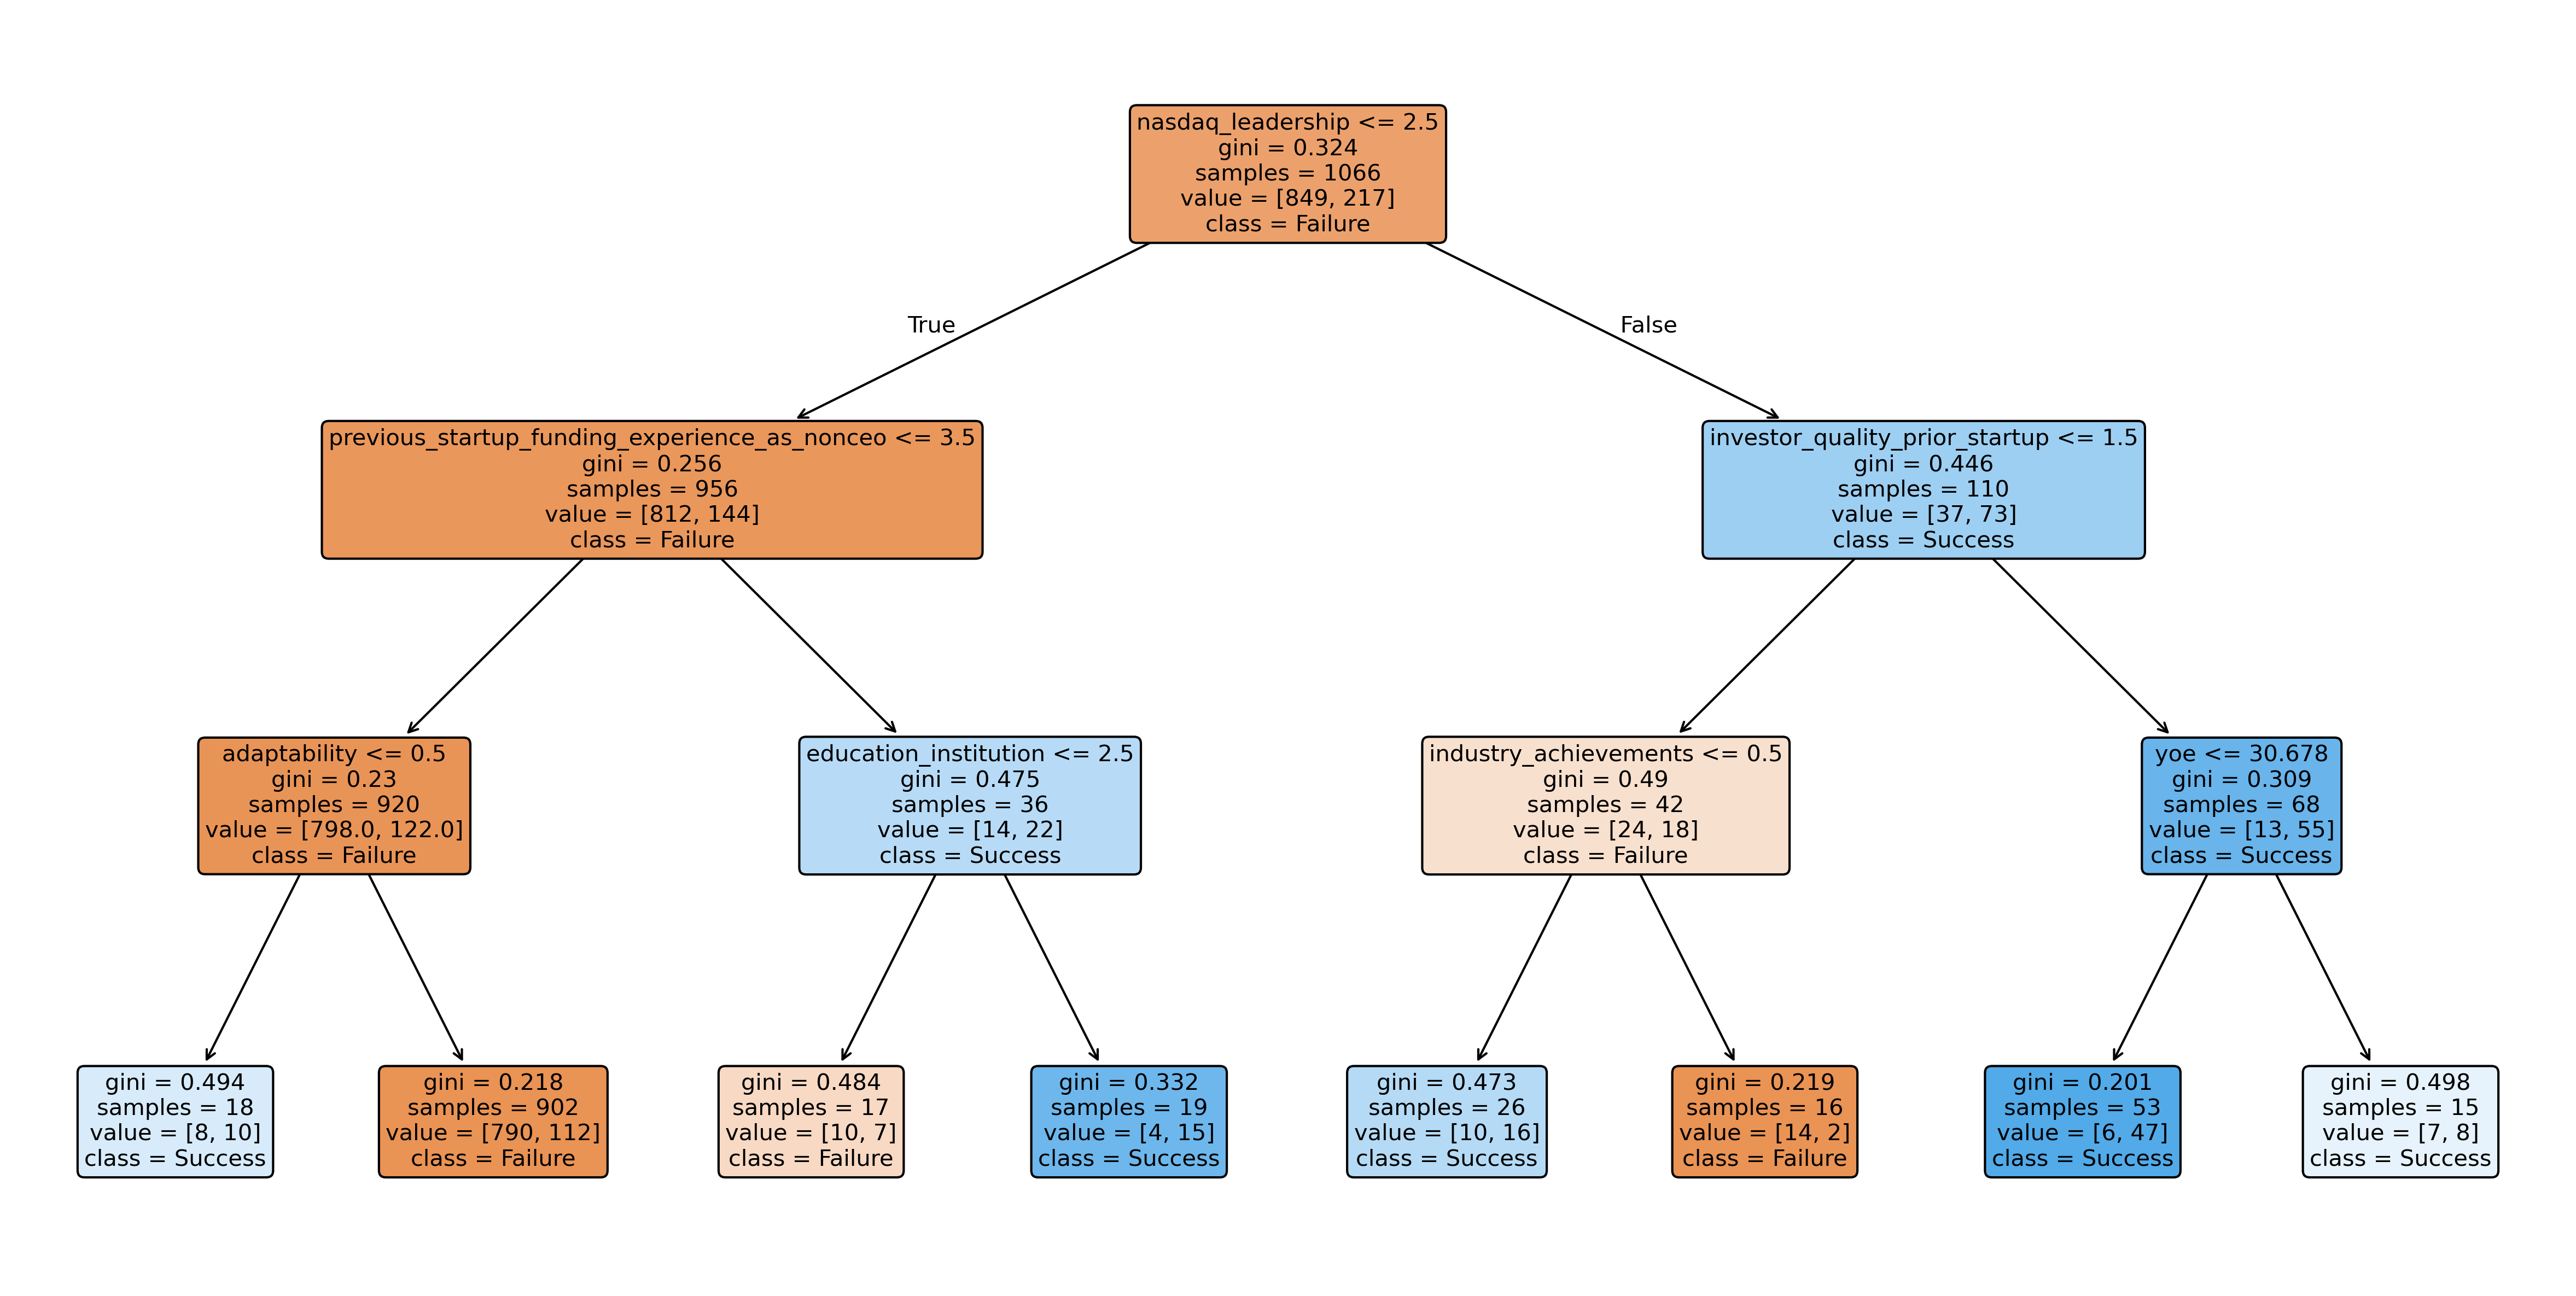 nasdaq_leadership <= 2.5
gini = 0.324
samples = 1066
value = [849, 217]
class = Failure
True
False
previous_startup_funding_experience_as_nonceo <= 3.5
gini = 0.256
samples = 956
value = [812, 144]
class = Failure
investor_quality_prior_startup <= 1.5
gini = 0.446
samples = 110
value = [37, 73]
class = Success
adaptability <= 0.5
gini = 0.23
samples = 920
value = [798.0, 122.0]
class = Failure
education_institution <= 2.5
gini = 0.475
samples = 36
value = [14, 22]
class = Success
industry_achievements <= 0.5
gini = 0.49
samples = 42
value = [24, 18]
class = Failure
yoe <= 30.678
gini = 0.309
samples = 68
value = [13, 55]
class = Success
gini = 0.494
samples = 18
value = [8, 10]
class = Success
gini = 0.218
samples = 902
value = [790, 112]
class = Failure
gini = 0.484
samples = 17
value = [10, 7]
class = Failure
gini = 0.332
samples = 19
value = [4, 15]
class = Success
gini = 0.473
samples = 26
value = [10, 16]
class = Success
gini = 0.219
samples = 16
value = [14, 2]
class = Failure
gini = 0.201
samples = 53
value = [6, 47]
class = Success
gini = 0.498
samples = 15
value = [7, 8]
class = Success